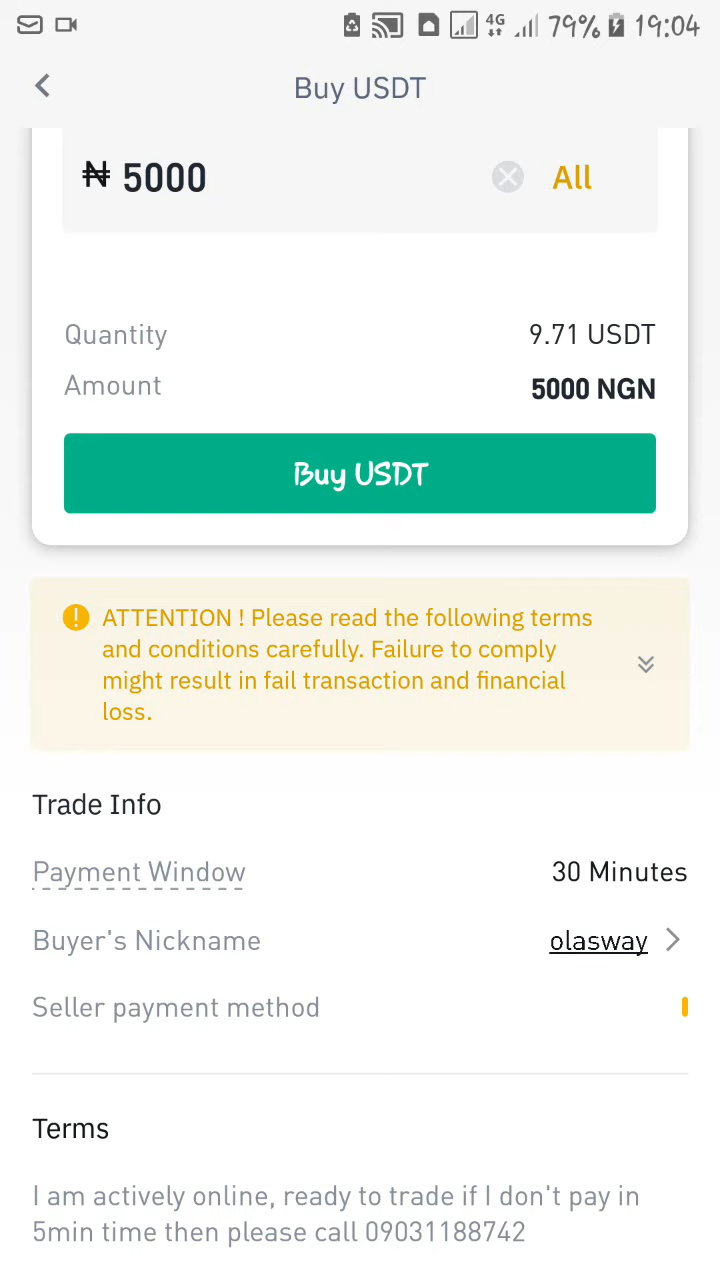 4G 79% 19:04
Buy USDT
₦ 5000 All
Quantity 9.71 USDT
Amount 5000 NGN
Buy USDT
ATTENTION ! Please read the following terms
and conditions carefully. Failure to comply
might result in fail transaction and financial
loss.
Trade Info
Payment Window 30 Minutes
Buyer's Nickname olasway
Seller payment method
Terms
I am actively online, ready to trade if I don't pay in
5min time then please call 09031188742